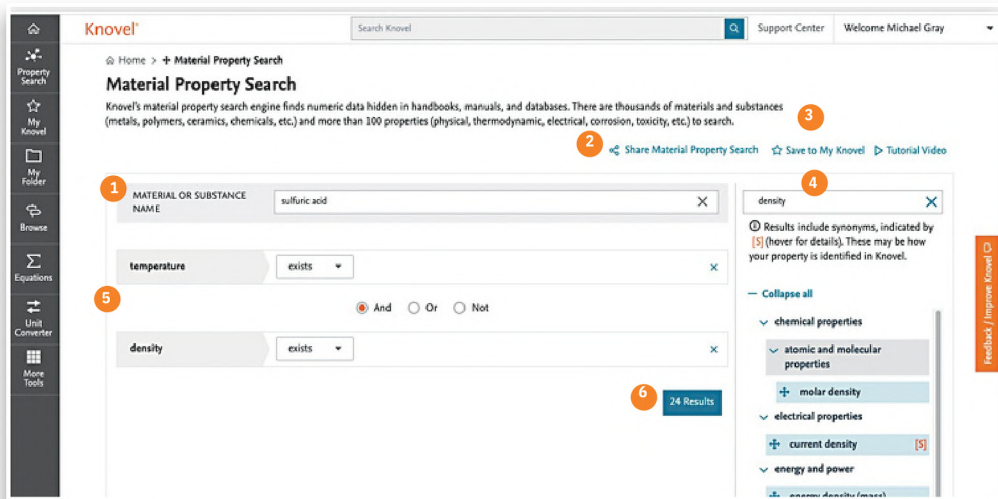 Knovel®
Search Knovel
Support Center
Welcome Michael Gray
Property
Search
My
Knovel
My
Folder
Browse
Equations
Unit
Converter
More
Tools
Home > Material Property Search
Material Property Search
Knovel's material property search engine finds numeric data hidden in handbooks, manuals, and databases. There are thousands of materials and substances
(metals, polymers, ceramics, chemicals, etc.) and more than 100 properties (physical, thermodynamic, electrical, corrosion, toxicity, etc.) to search.
3
2
Share Material Property Search
Save to My Knovel
Tutorial Video
1
MATERIAL OR SUBSTANCE
NAME
sulfuric acid
temperature
exists
5
And
Or
Not
density
exists
6
24 Results
4
density
Results include synonyms, indicated by
[S] (hover for details). These may be how
your property is identified in Knovel.
Collapse all
chemical properties
atomic and molecular
properties
molar density
electrical properties
current density [S]
energy and power
energy density (mass)
Feedback / Improve Knovel